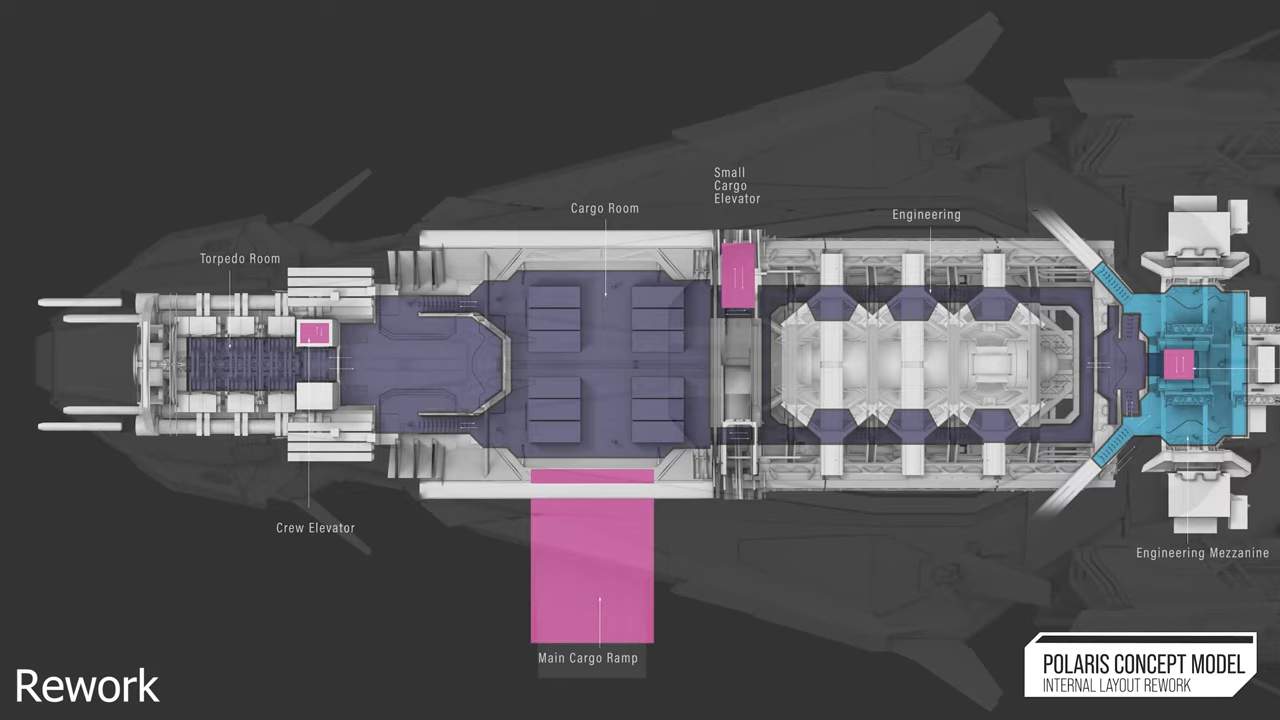 Small
Cargo
Elevator
Cargo Room
Engineering
Torpedo Room
Crew Elevator
Engineering Mezzanine
Main Cargo Ramp
Rework
POLARIS CONCEPT MODEL
INTERNAL LAYOUT REWORK